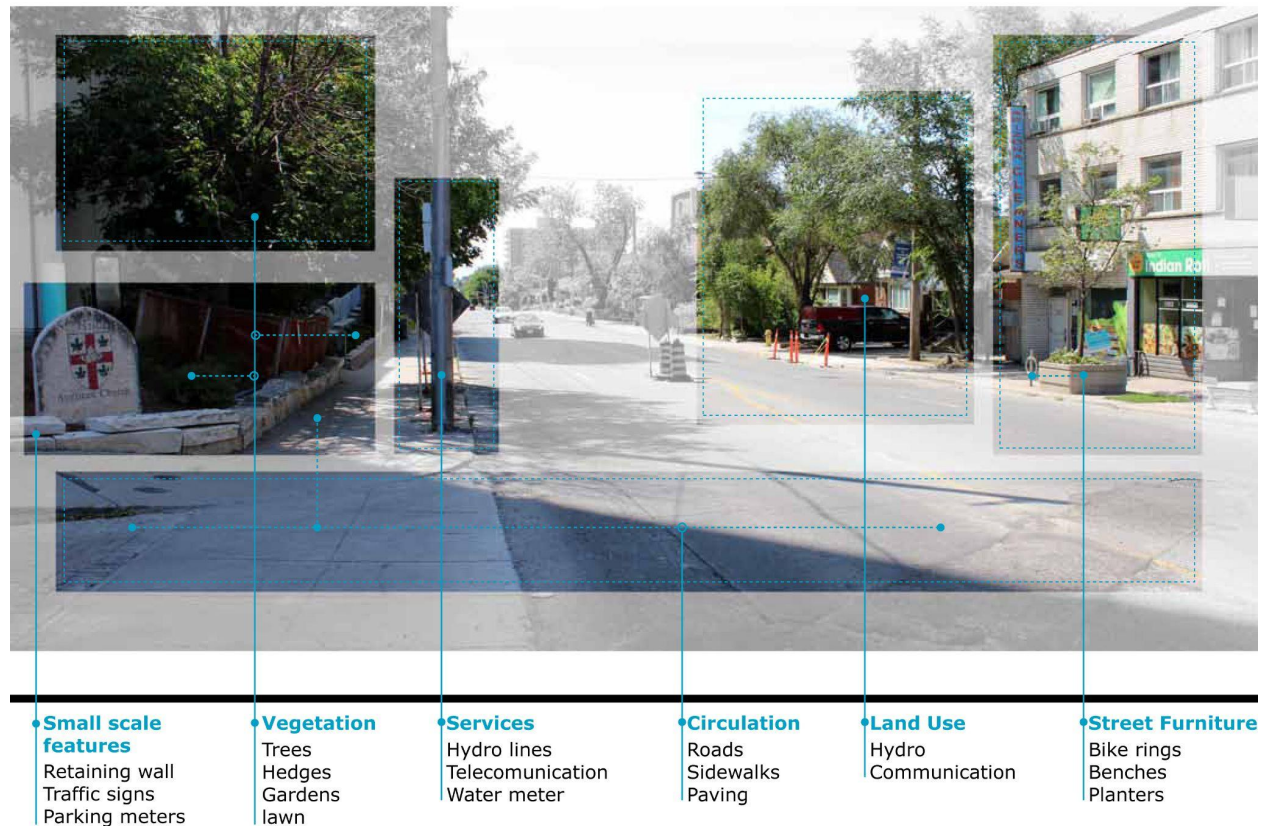 Indian Ro
Small scale
features
Retaining wall
Traffic signs
Parking meters
Vegetation
Trees
Hedges
Gardens
lawn
Services
Hydro lines
Telecomunication
Water meter
Circulation
Roads
Sidewalks
Paving
Land Use
Hydro
Communication
Street Furniture
Bike rings
Benches
Planters